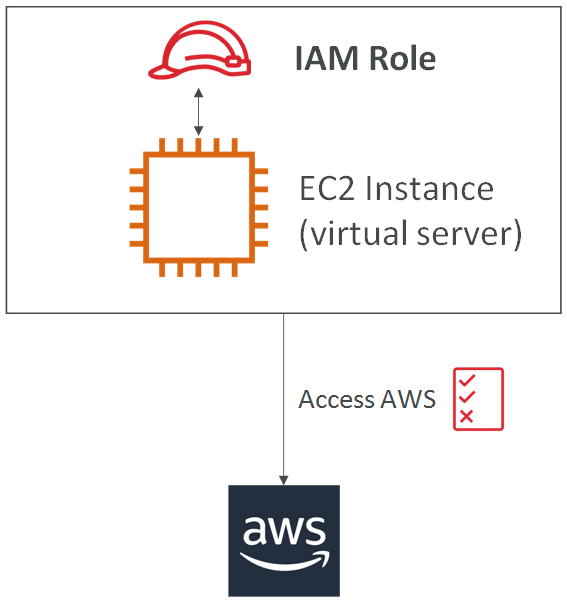 IAM Role
EC2 Instance
(virtual server)
Access AWS
aws